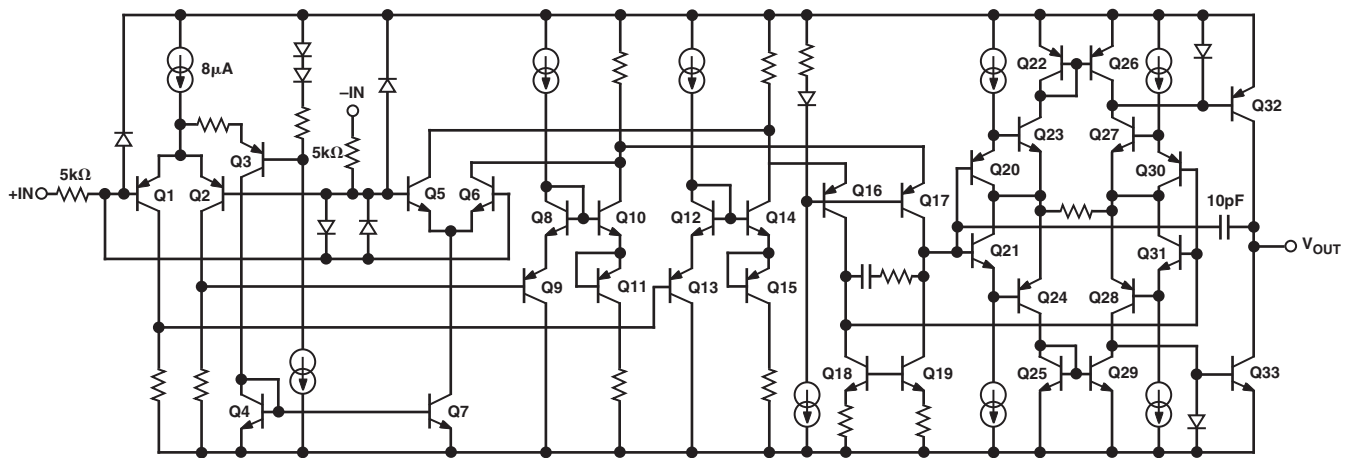 8μA
–IN
5kΩ
5kΩ
+IN
Q1
Q2
Q3
Q4
Q5
Q6
Q7
Q8
Q9
Q10
Q11
Q12
Q13
Q14
Q15
Q16
Q17
Q18
Q19
Q20
Q21
Q22
Q23
Q24
Q25
Q26
Q27
Q28
Q29
Q30
Q31
Q32
Q33
10pF
VOUT